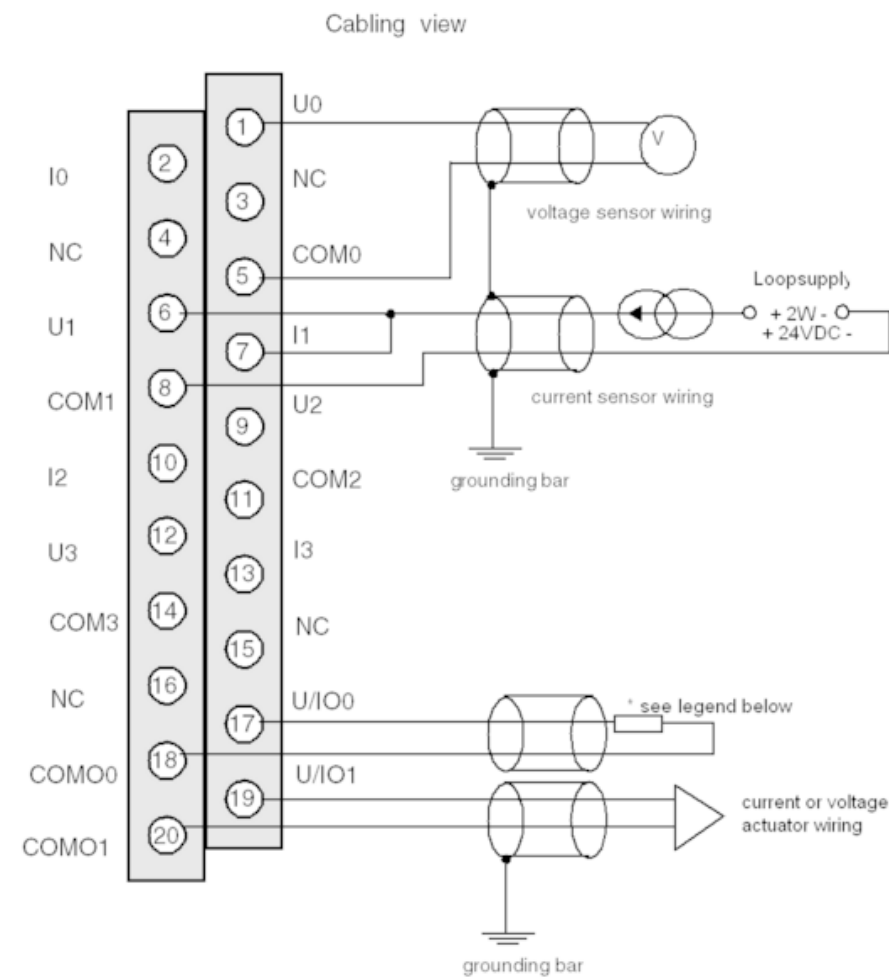 Cabling view
U0
1
2
I0
V
NC
3
voltage sensor wiring
4
NC
COM0
5
Loopsupply
6
U1
+ 2W -
+ 24VDC -
I1
7
8
COM1
U2
current sensor wiring
9
10
I2
COM2
grounding bar
11
12
U3
I3
13
14
COM3
NC
15
16
NC
U/IO0
* see legend below
17
18
COMO0
U/IO1
19
current or voltage
actuator wiring
20
COMO1
grounding bar